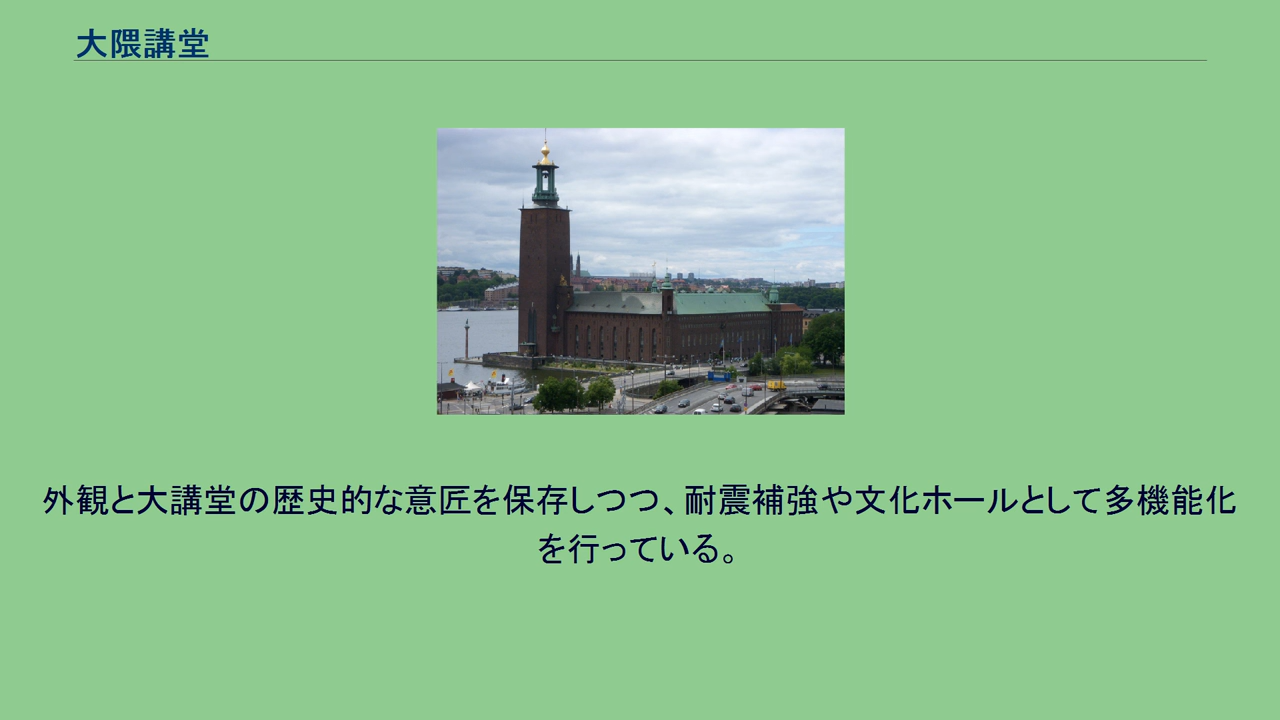 大隈講堂
外観と大講堂の歴史的な意匠を保存しつつ、耐震補強や文化ホールとして多機能化
を行っている。